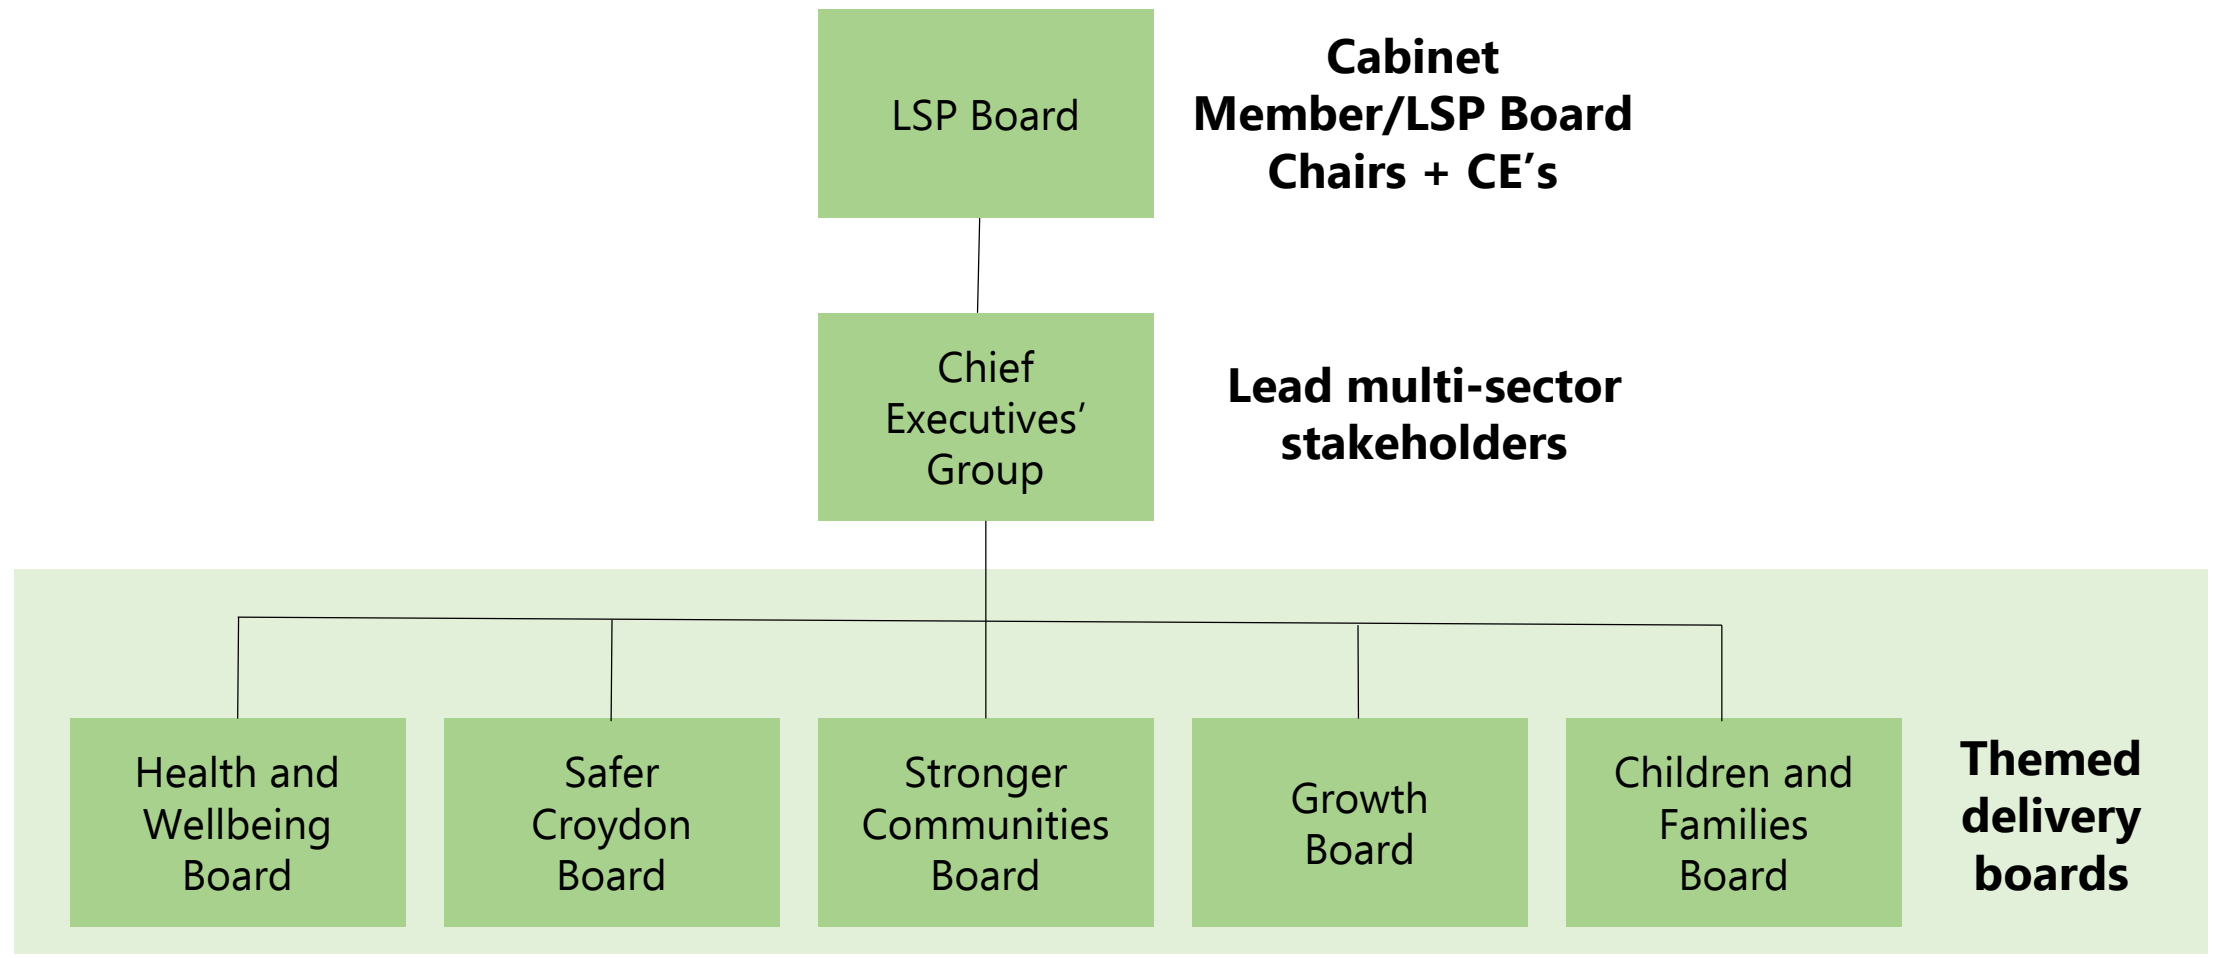 LSP Board
Cabinet
Member/LSP Board
Chairs + CE’s
Chief
Executives’
Group
Lead multi-sector
stakeholders
Health and
Wellbeing
Board
Safer
Croydon
Board
Stronger
Communities
Board
Growth
Board
Children and
Families
Board
Themed
delivery
boards